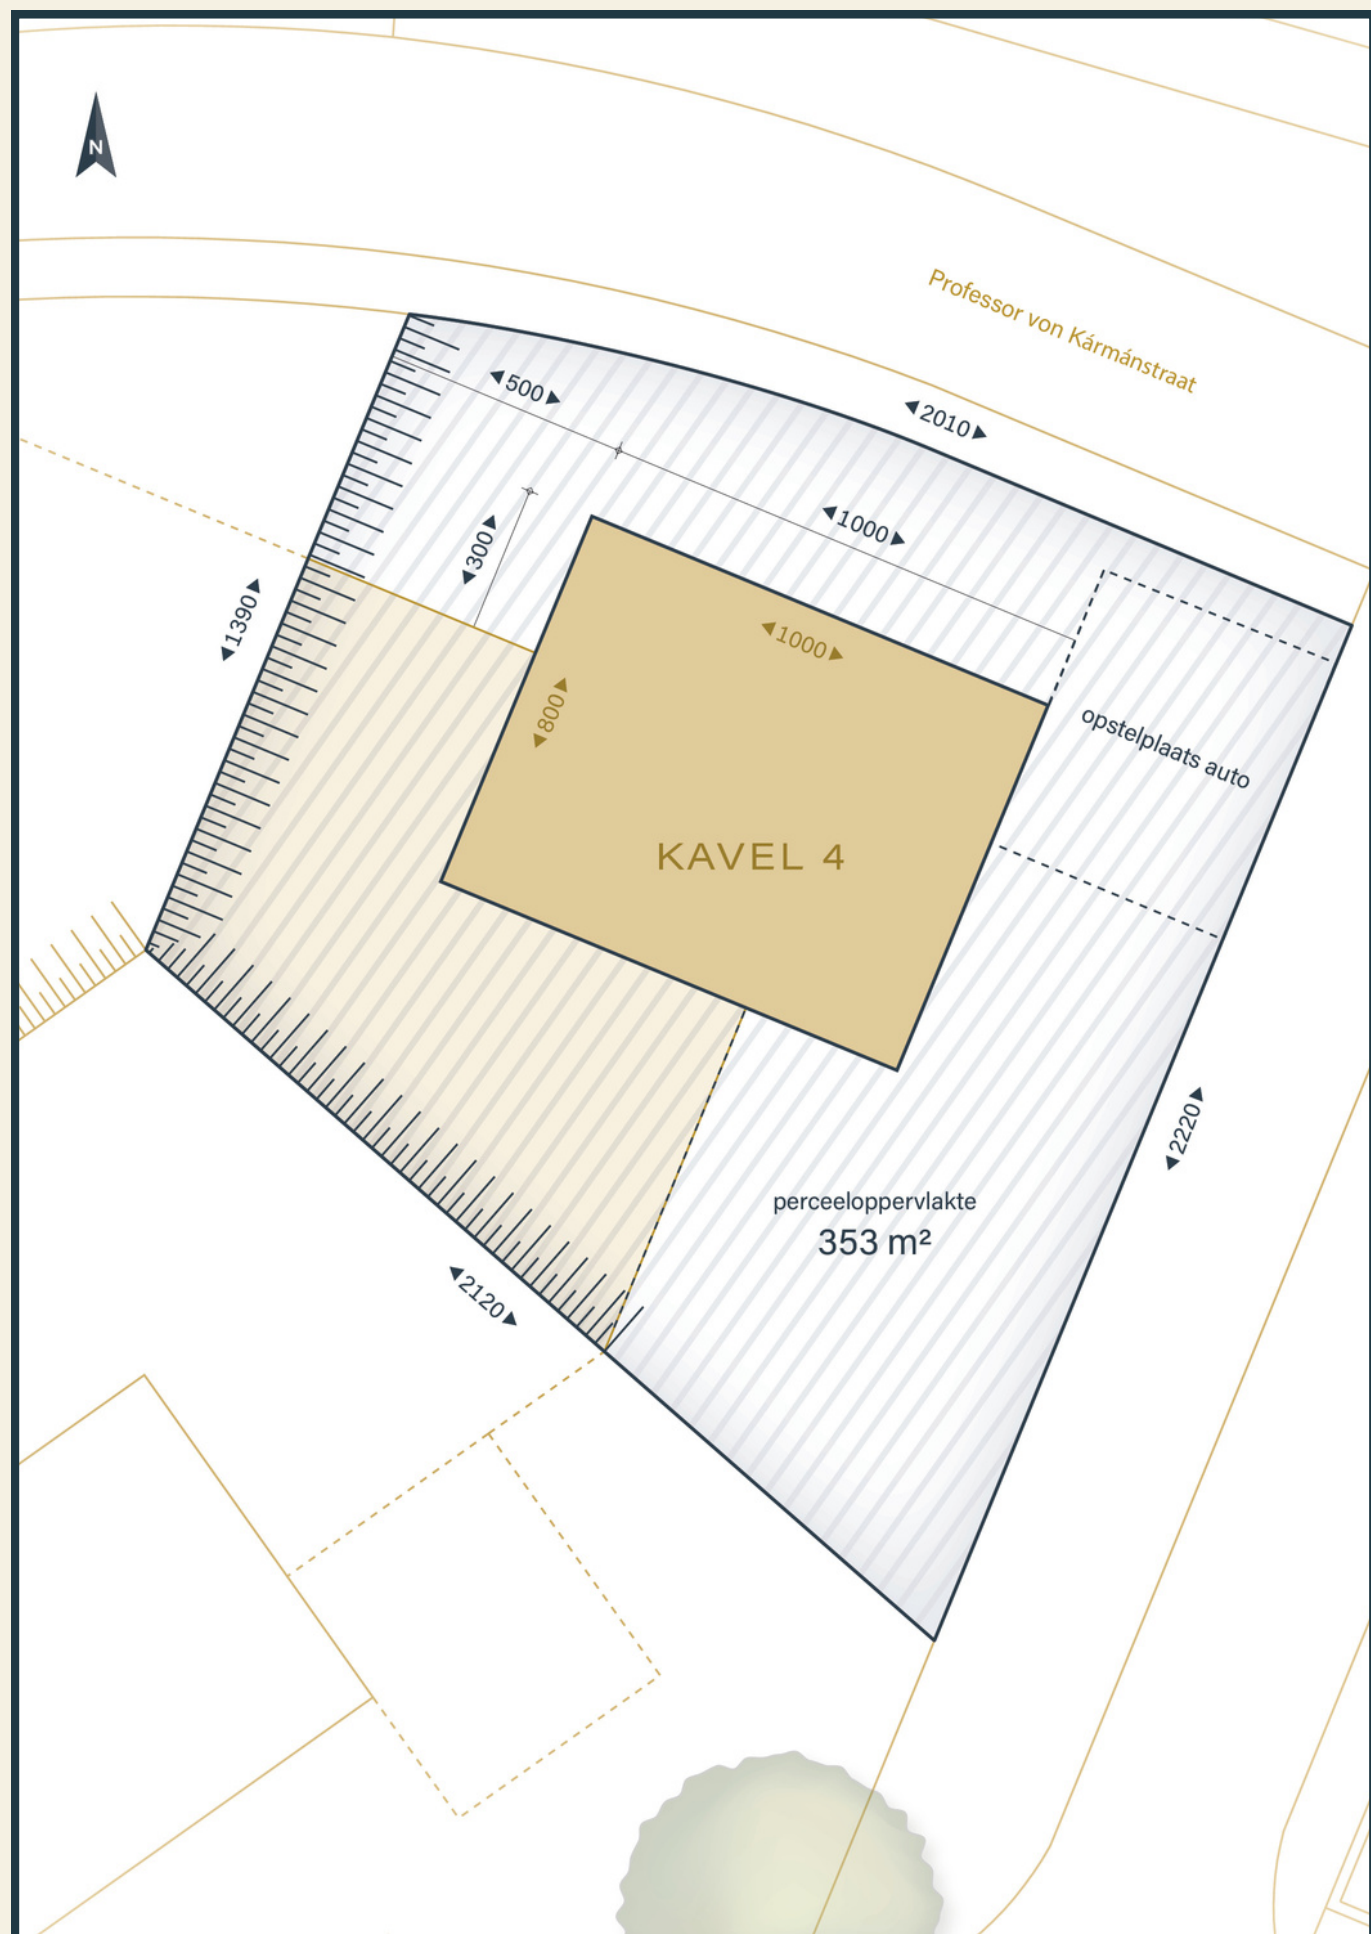 N
Professor von Kármánstraat
500
2010
1000
300
1000
1390
800
opstelplaats auto
KAVEL 4
2220
perceeloppervlakte
353 m²
2120